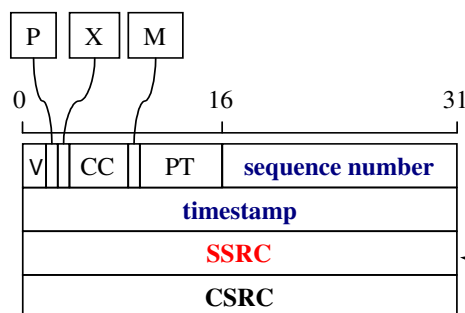 P X M
0 16 31
V CC PT sequence number
timestamp
SSRC
CSRC